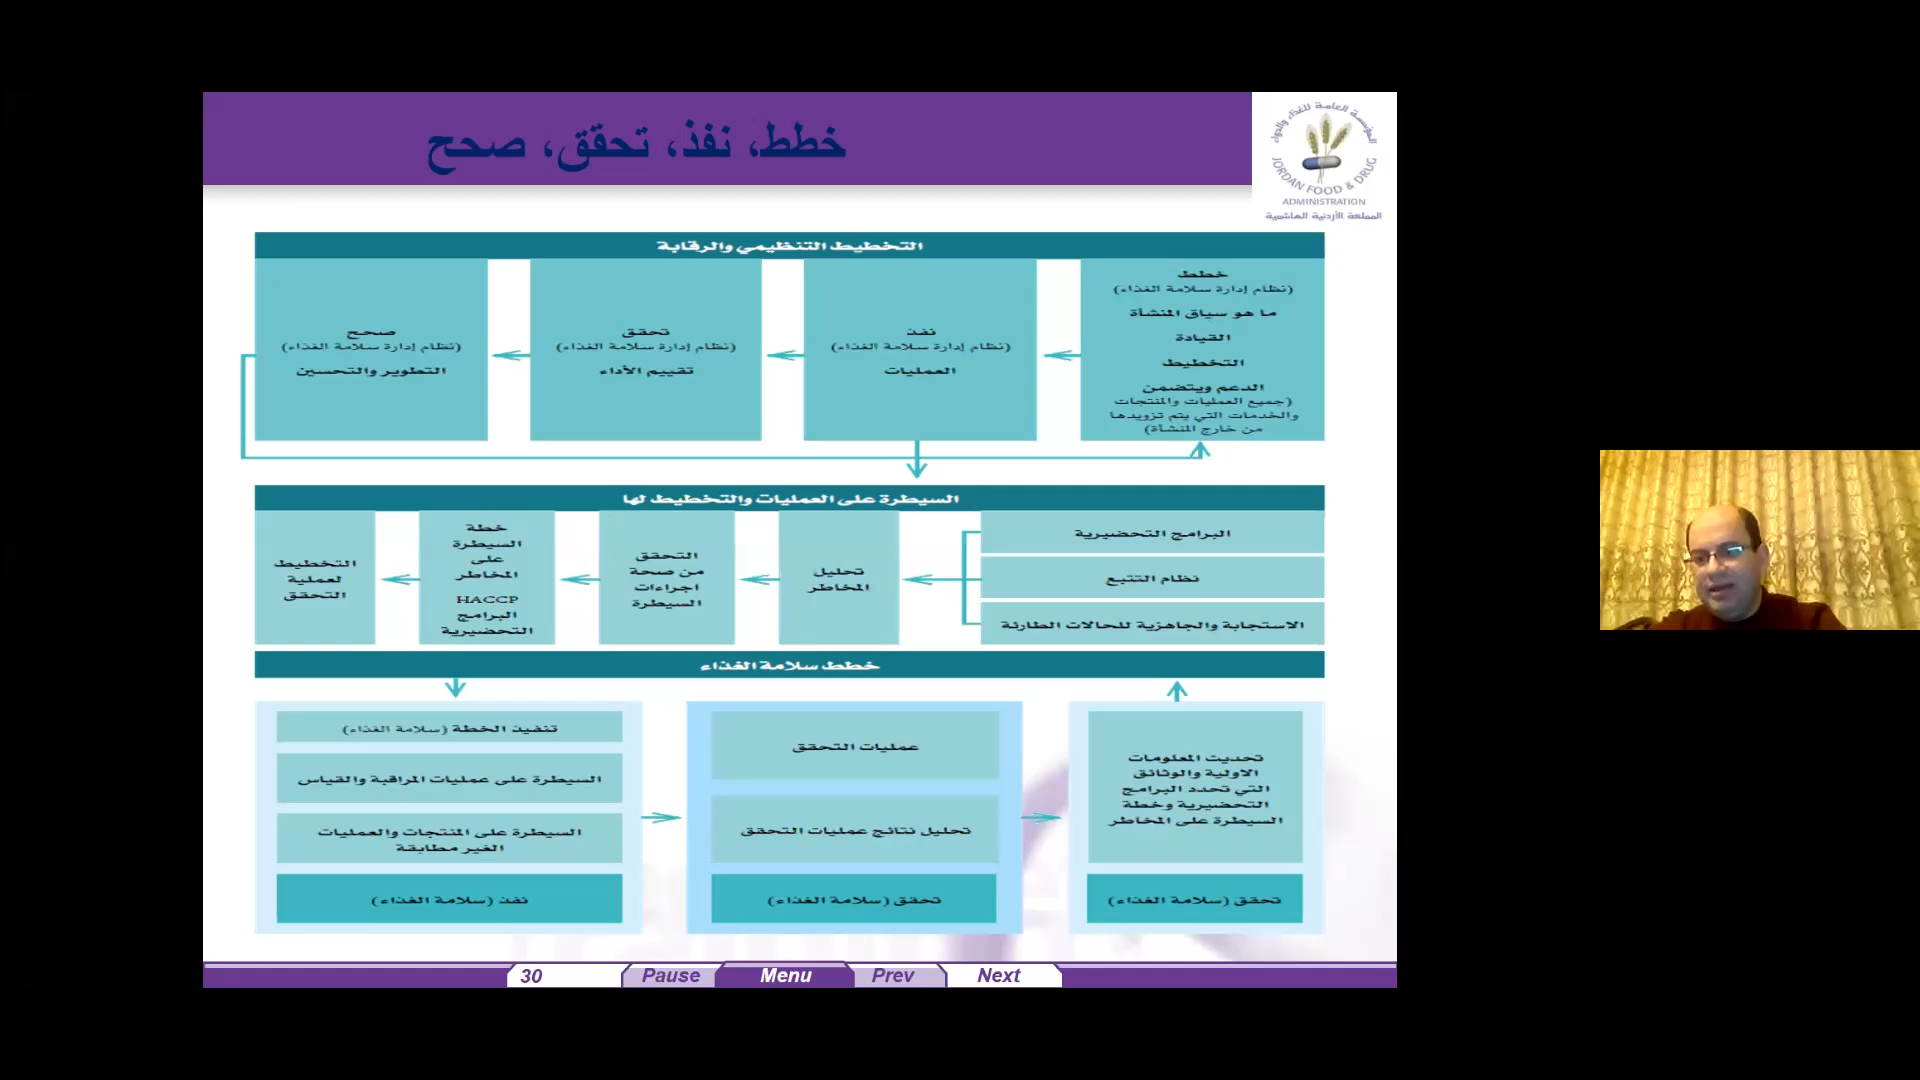 خطط، نفذ، تحقق، صحح
المؤسسة العامة للغذاء والدواء
JORDAN FOOD & DRUG
ADMINISTRATION
المملكة الأردنية الهاشمية
التخطيط التنظيمي والرقابة
خطط
(نظام إدارة سلامة الغذاء)
ما هو سياق المنشأة
القيادة
التخطيط
الدعم ويتضمن
(جميع العمليات والمنتجات
والخدمات التي يتم تزويدها
من خارج المنشأة)
نفذ
(نظام إدارة سلامة الغذاء)
العمليات
تحقق
(نظام إدارة سلامة الغذاء)
تقييم الأداء
صحح
(نظام إدارة سلامة الغذاء)
التطوير والتحسين
السيطرة على العمليات والتخطيط لها
البرامج التحضيرية
نظام التتبع
الاستجابة والجاهزية للحالات الطارئة
تحليل
المخاطر
التحقق
من صحة
اجراءات
السيطرة
خطة
السيطرة
على
المخاطر
HACCP
البرامج
التحضيرية
التخطيط
لعملية
التحقق
خطط سلامة الغذاء
تنفيذ الخطة (سلامة الغذاء)
السيطرة على عمليات المراقبة والقياس
السيطرة على المنتجات والعمليات
الغير مطابقة
نفذ (سلامة الغذاء)
عمليات التحقق
تحليل نتائج عمليات التحقق
تحقق (سلامة الغذاء)
تحديث المعلومات
الاولية والوثائق
التي تحدد البرامج
التحضيرية وخطة
السيطرة على المخاطر
تحقق (سلامة الغذاء)
30
Pause
Menu
Prev
Next